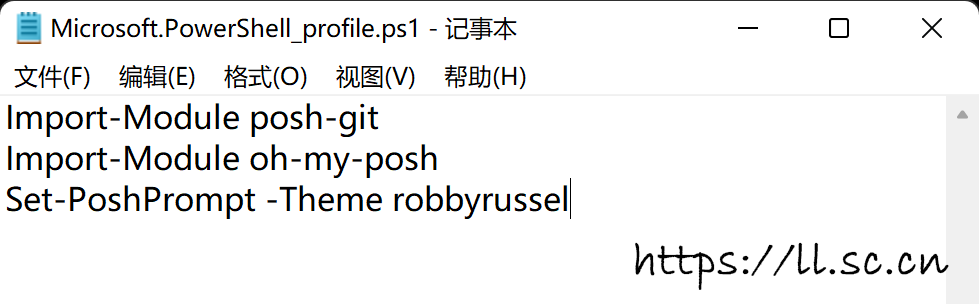 Microsoft.PowerShell_profile.ps1 - 记事本
文件(F) 编辑(E) 格式(O) 视图(V) 帮助(H)
Import-Module posh-git
Import-Module oh-my-posh
Set-PoshPrompt -Theme robbyrussel
https://ll.sc.cn